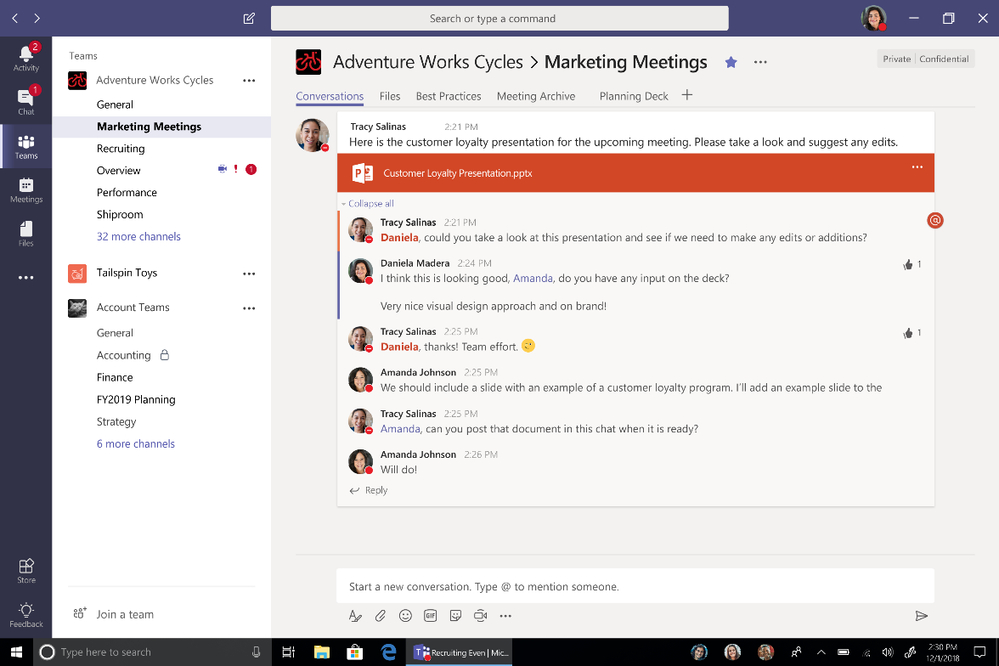 Search or type a command
2
Activity
1
Chat
Teams
Meetings
Files
Store
Feedback
Teams
Adventure Works Cycles
General
Marketing Meetings
Recruiting
Overview
! 1
Performance
Shiproom
32 more channels
Tailspin Toys
Account Teams
General
Accounting
Finance
FY2019 Planning
Strategy
6 more channels
Join a team
Adventure Works Cycles > Marketing Meetings
Private | Confidential
Conversations Files Best Practices Meeting Archive Planning Deck +
Tracy Salinas 2:21 PM
Here is the customer loyalty presentation for the upcoming meeting. Please take a look and suggest any edits.
Customer Loyalty Presentation.pptx
Collapse all
Tracy Salinas 2:21 PM
@
Daniela, could you take a look at this presentation and see if we need to make any edits or additions?
Daniela Madera 2:24 PM
1
I think this is looking good, Amanda, do you have any input on the deck?
Very nice visual design approach and on brand!
Tracy Salinas 2:25 PM
1
Daniela, thanks! Team effort.
Amanda Johnson 2:25 PM
We should include a slide with an example of a customer loyalty program. I'll add an example slide to the
Tracy Salinas 2:25 PM
Amanda, can you post that document in this chat when it is ready?
Amanda Johnson 2:26 PM
Will do!
Reply
Start a new conversation. Type @ to mention someone.
GIF
Type here to search
Recruiting Even | Mic...
2:30 PM
12/1/2018